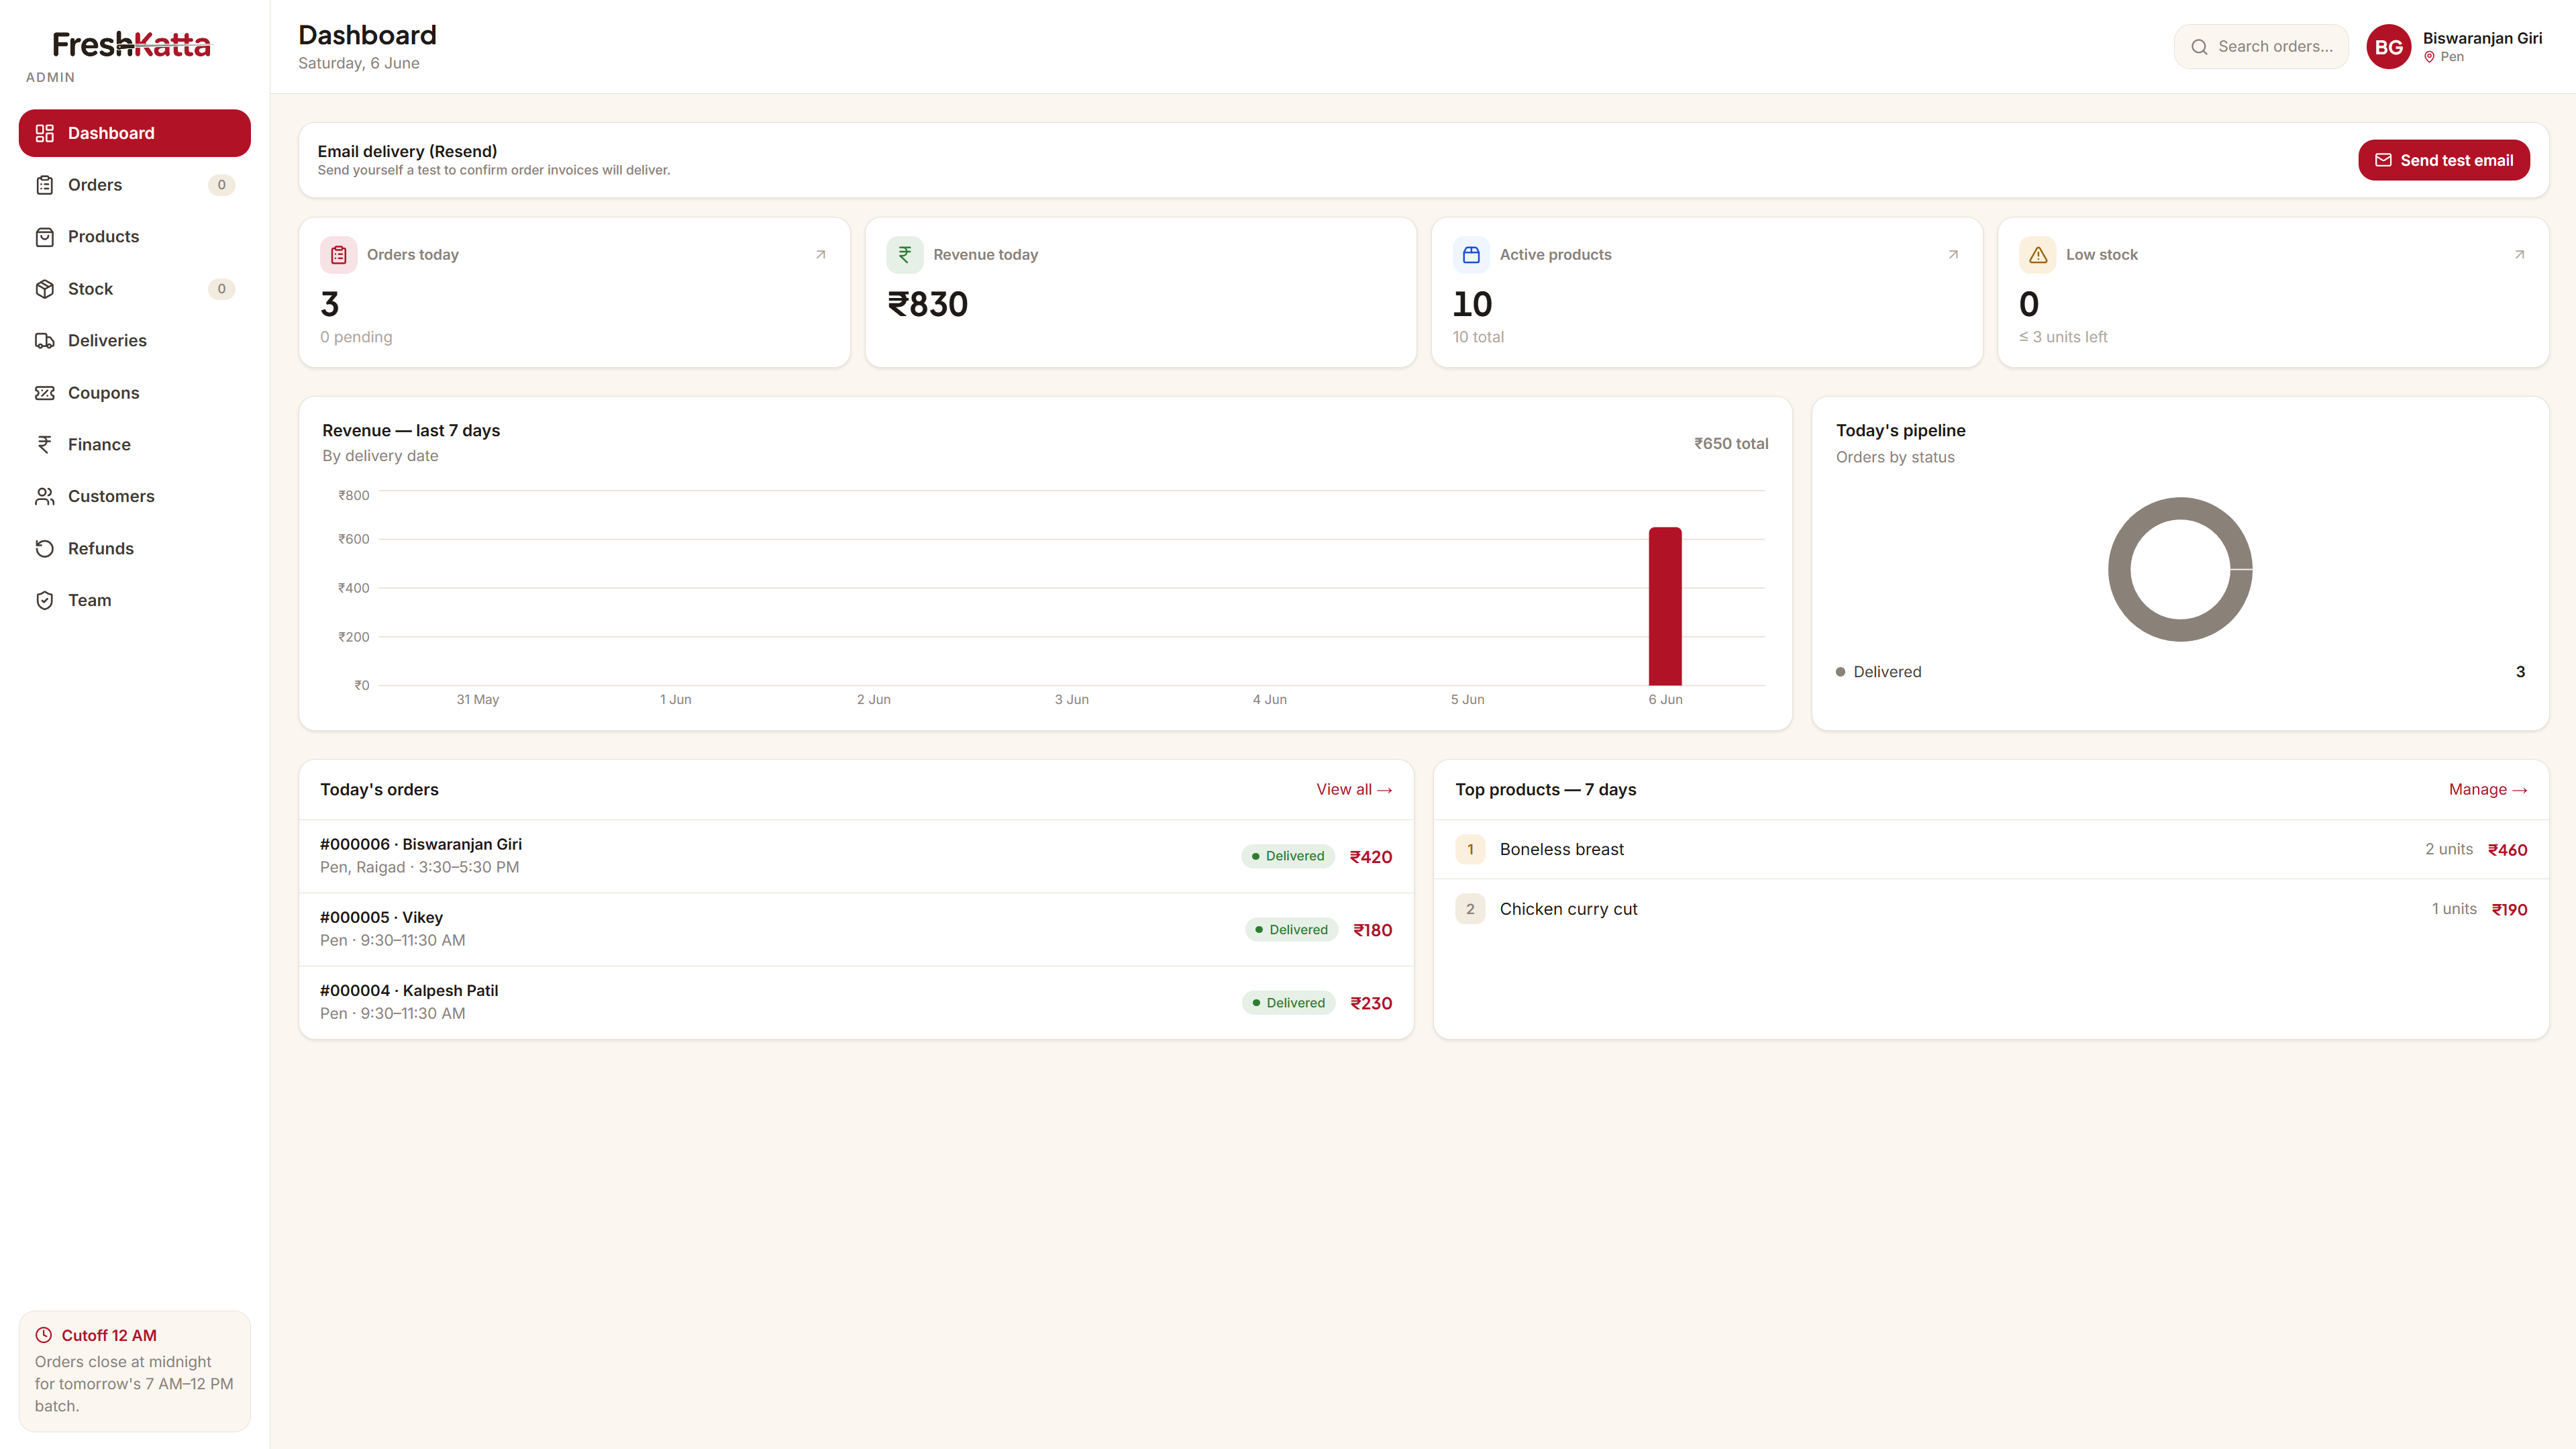 FreshKatta
ADMIN
Dashboard
Orders 0
Products
Stock 0
Deliveries
Coupons
Finance
Customers
Refunds
Team
Cutoff 12 AM
Orders close at midnight
for tomorrow's 7 AM–12 PM
batch.
Dashboard
Saturday, 6 June
Search orders...
BG
Biswaranjan Giri
Pen
Email delivery (Resend)
Send yourself a test to confirm order invoices will deliver.
Send test email
Orders today
3
0 pending
Revenue today
₹830
Active products
10
10 total
Low stock
0
≤ 3 units left
Revenue — last 7 days
By delivery date
₹650 total
₹800
₹600
₹400
₹200
₹0
31 May 1 Jun 2 Jun 3 Jun 4 Jun 5 Jun 6 Jun
Today's pipeline
Orders by status
Delivered 3
Today's orders View all →
#000006 · Biswaranjan Giri
Pen, Raigad · 3:30–5:30 PM
Delivered ₹420
#000005 · Vikey
Pen · 9:30–11:30 AM
Delivered ₹180
#000004 · Kalpesh Patil
Pen · 9:30–11:30 AM
Delivered ₹230
Top products — 7 days Manage →
1 Boneless breast 2 units ₹460
2 Chicken curry cut 1 units ₹190